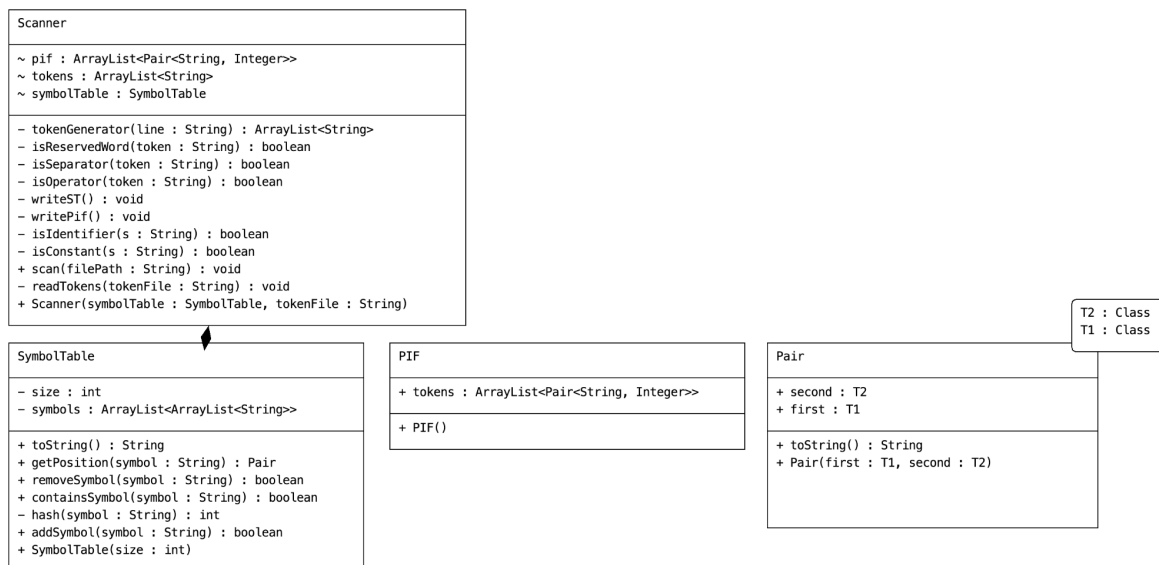 Scanner
~ pif : ArrayList<Pair<String, Integer>>
~ tokens : ArrayList<String>
~ symbolTable : SymbolTable
- tokenGenerator(line : String) : ArrayList<String>
- isReservedWord(token : String) : boolean
- isSeparator(token : String) : boolean
- isOperator(token : String) : boolean
- writeST() : void
- writePif() : void
- isIdentifier(s : String) : boolean
- isConstant(s : String) : boolean
+ scan(filePath : String) : void
- readTokens(tokenFile : String) : void
+ Scanner(symbolTable : SymbolTable, tokenFile : String)
SymbolTable
- size : int
- symbols : ArrayList<ArrayList<String>>
+ toString() : String
+ getPosition(symbol : String) : Pair
+ removeSymbol(symbol : String) : boolean
+ containsSymbol(symbol : String) : boolean
- hash(symbol : String) : int
+ addSymbol(symbol : String) : boolean
+ SymbolTable(size : int)
PIF
+ tokens : ArrayList<Pair<String, Integer>>
+ PIF()
T2 : Class
T1 : Class
Pair
+ second : T2
+ first : T1
+ toString() : String
+ Pair(first : T1, second : T2)